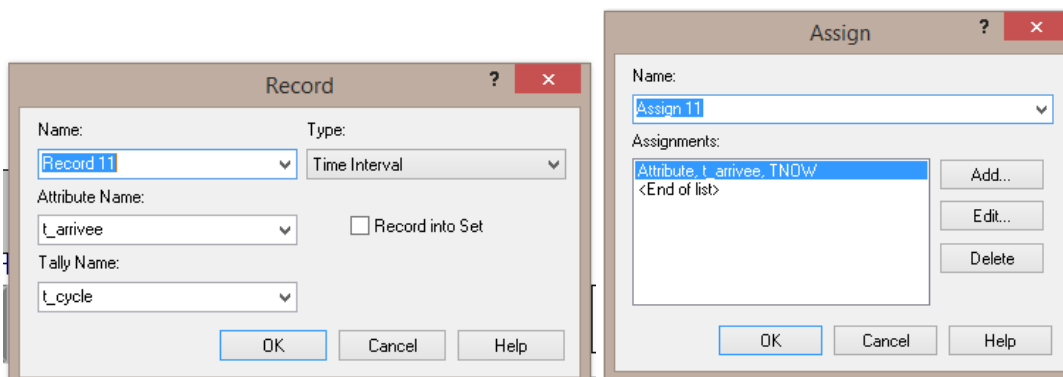 Record
?
×
Name:
Type:
Record 11
Time Interval
Attribute Name:
t_arrivee
Record into Set
Tally Name:
t_cycle
OK
Cancel
Help
Assign
?
×
Name:
Assign 11
Assignments:
Attribute, t_arrivee, TNOW
<End of list>
Add...
Edit...
Delete
OK
Cancel
Help